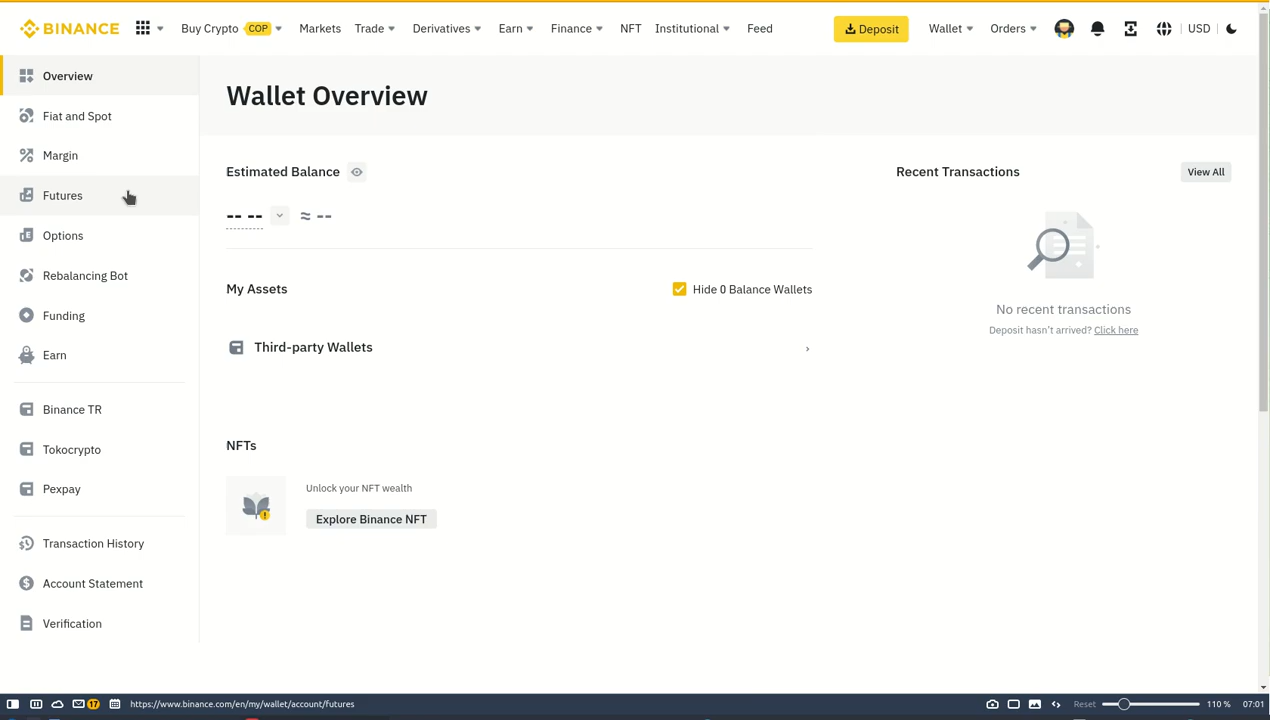 BINANCE
Buy Crypto COP
Markets
Trade
Derivatives
Earn
Finance
NFT
Institutional
Feed
Deposit
Wallet
Orders
USD
Overview
Fiat and Spot
Margin
Futures
Options
Rebalancing Bot
Funding
Earn
Binance TR
Tokocrypto
Pexpay
Transaction History
Account Statement
Verification
Wallet Overview
Estimated Balance
-- -- ≈ --
My Assets
Hide 0 Balance Wallets
Third-party Wallets
NFTs
Unlock your NFT wealth
Explore Binance NFT
Recent Transactions
View All
No recent transactions
Deposit hasn't arrived? Click here
17
https://www.binance.com/en/my/wallet/account/futures
Reset
110 %
07:01